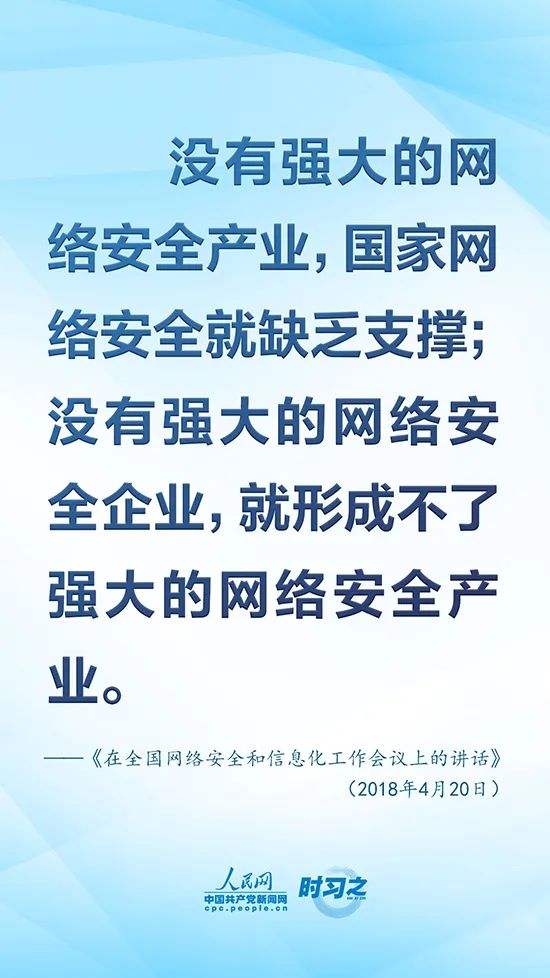 没有强大的网
络安全产业，国家网
络安全就缺乏支撑；
没有强大的网络安
全企业，就形成不了
强大的网络安全产
业。
——《在全国网络安全和信息化工作会议上的讲话》
（2018年4月20日）
人民网 时习之
中国共产党新闻网
cpc.people.cn